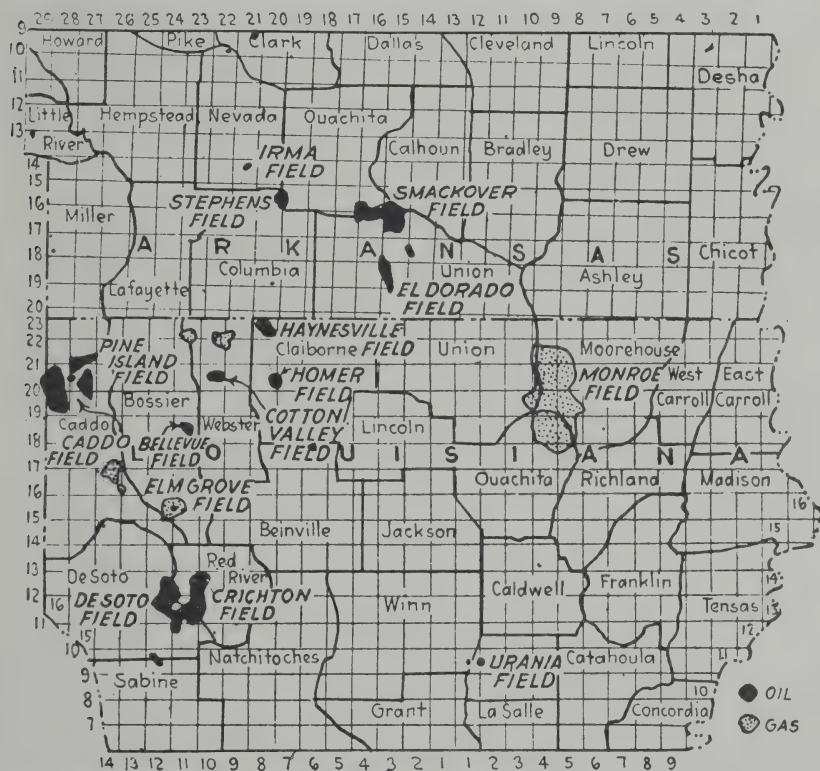 29 28 27 26 25 24 23 22 21 20 19 18 17 16 15 14 13 12 11 10 9 8 7 6 5 4 3 2 1
9
10
11
12
13
14
15
16
17
18
19
20
Howard
Pike
Clark
Dallas
Cleveland
Lincoln
Desha
Little
River
Hempstead
Nevada
Ouachita
Calhoun
Bradley
Drew
IRMA
FIELD
STEPHENS
FIELD
SMACKOVER
FIELD
Miller
A R K A N S A S
Columbia
Union
Ashley
Chicot
Lafayette
EL DORADO
FIELD
23
22
21
20
19
18
17
16
15
14
13
12
11
10
9
8
7
HAYNESVILLE
FIELD
Claiborne
PINE
ISLAND
FIELD
HOMER
FIELD
Union
Moorehouse
MONROE
FIELD
West
Carroll
East
Carroll
Bossier
Webster
COTTON
VALLEY
FIELD
Lincoln
Caddo
CADDO
FIELD
BELLEVUE
FIELD
L O U I S I A N A
ELM GROVE
FIELD
Ouachita
Richland
Madison
Beinville
Jackson
16
15
14
13
12
11
10
DeSoto
16
15
DESOTO
FIELD
Red
River
CRICHTON
FIELD
Winn
Caldwell
Franklin
Tensas
Natchitoches
URANIA
FIELD
Catahoula
Sabine
Grant
La Salle
Concordia
OIL
GAS
14 13 12 11 10 9 8 7 6 5 4 3 2 1 1 2 3 4 5 6 7 8 9